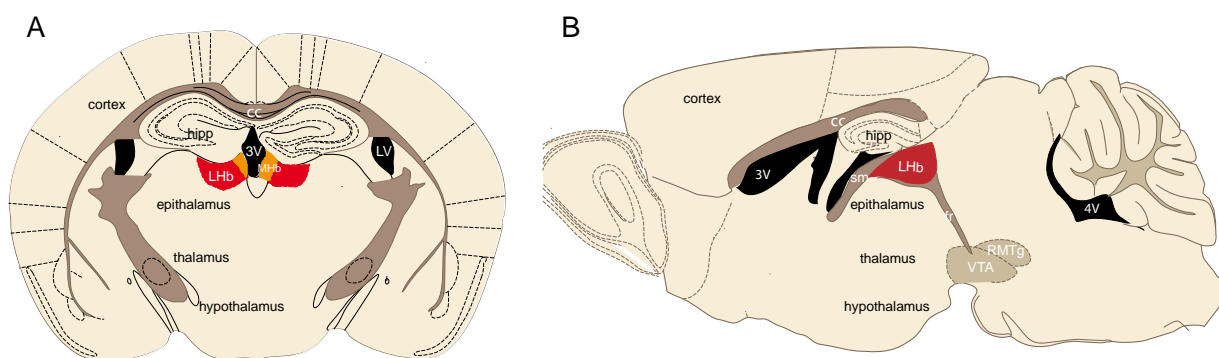 A
cortex
cc
hipp
3V
LV
MHb
LHb
epithalamus
thalamus
hypothalamus
B
cortex
cc
hipp
3V
sm
LHb
epithalamus
fr
4V
RMTg
VTA
thalamus
hypothalamus